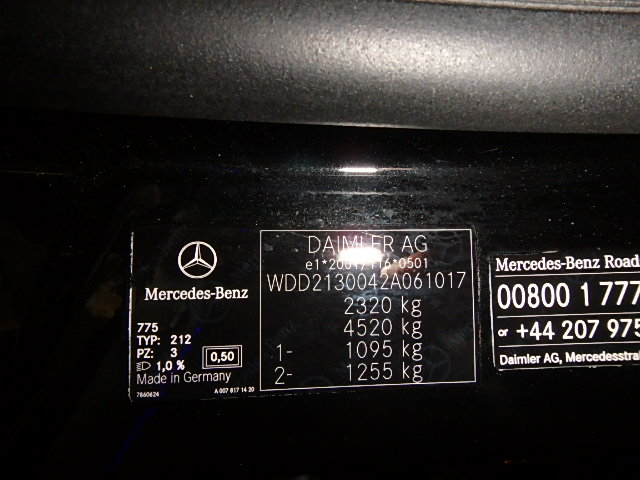 Mercedes-Benz
775
TYP: 212
PZ: 3
0,50
1,0 %
Made in Germany
7860624
A 007 817 14 20
DAIMLER AG
WDD2130042A061017
2320 kg
4520 kg
1- 1095 kg
2- 1255 kg
Mercedes-Benz Road
00800 1 777
or +44 207 975
Daimler AG,